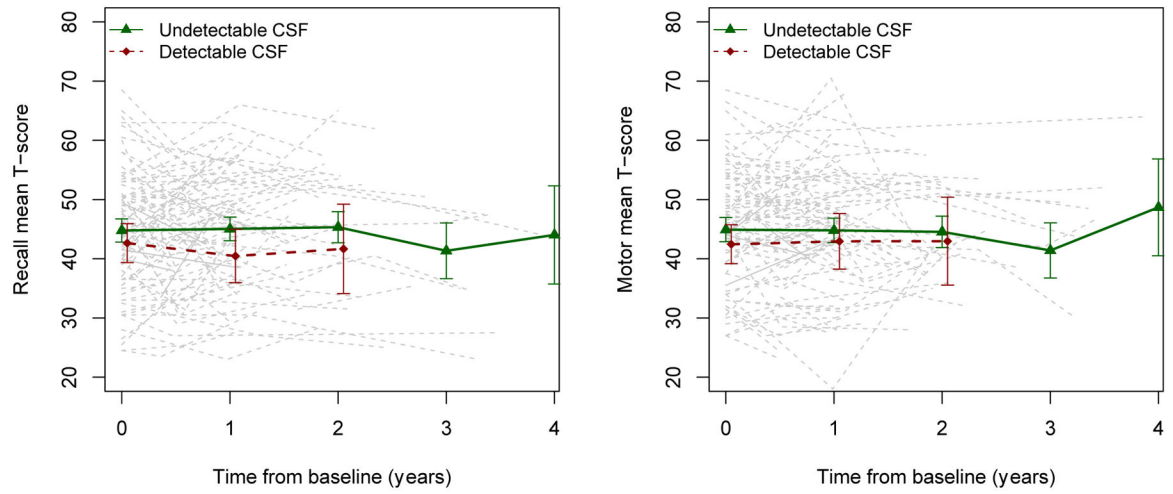 Undetectable CSF
Detectable CSF
Recall mean T−score
80
70
60
50
40
30
20
0 1 2 3 4
Time from baseline (years)
Undetectable CSF
Detectable CSF
Motor mean T−score
80
70
60
50
40
30
20
0 1 2 3 4
Time from baseline (years)